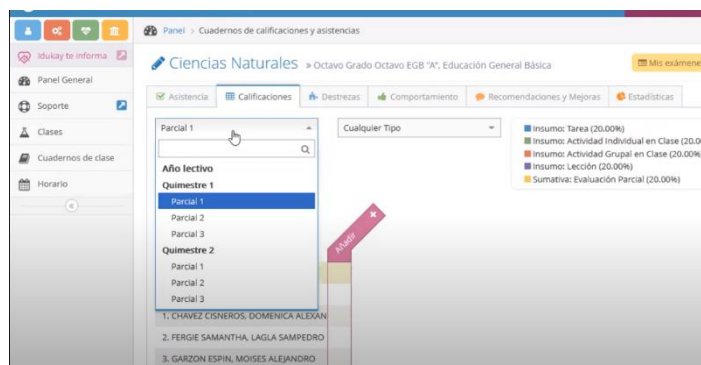 Panel > Cuadernos de calificaciones y asistencias
idukay te informa
Ciencias Naturales » Octavo Grado Octavo EGB "A", Educación General Básica
Mis exámene
Panel General
Asistencia Calificaciones Destrezas Comportamiento Recomendaciones y Mejoras Estadísticas
Soporte
Clases
Cuadernos de clase
Horario
Parcial 1
Cualquier Tipo
Insumo: Tarea (20.00%)
Insumo: Actividad Individual en Clase (20.0
Insumo: Actividad Grupal en Clase (20.00%
Insumo: Lección (20.00%)
Sumativa: Evaluación Parcial (20.00%)
Año lectivo
Quimestre 1
Parcial 1
Parcial 2
Parcial 3
Quimestre 2
Parcial 1
Parcial 2
Parcial 3
Añadir
1. CHAVEZ CISNEROS, DOMENICA ALEXAN
2. FERGIE SAMANTHA, LAGLA SAMPEDRO
3. GARZON ESPIN, MOISES ALEJANDRO